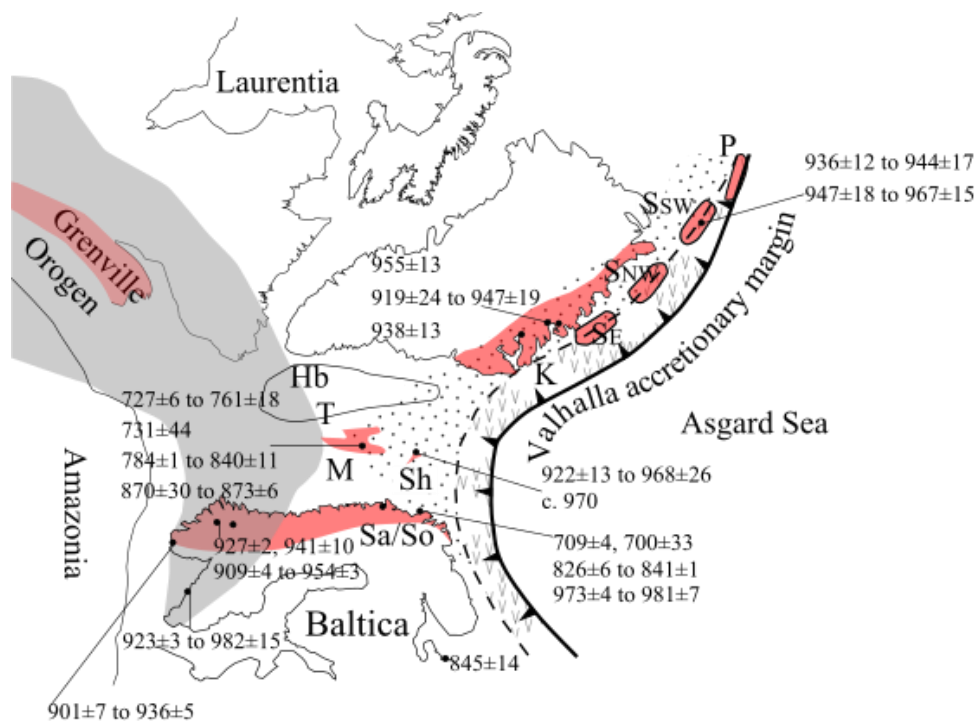 Laurentia
P
936±12 to 944±17
947±18 to 967±15
Ssw
Grenville
Orogen
955±13
SNW
919±24 to 947±19
938±13
SE
K
Valhalla accretionary margin
Asgard Sea
Hb
T
727±6 to 761±18
731±44
784±1 to 840±11
870±30 to 873±6
M
Sh
922±13 to 968±26
c. 970
Amazonia
Sa/So
927±2, 941±10
909±4 to 954±3
709±4, 700±33
826±6 to 841±1
973±4 to 981±7
Baltica
923±3 to 982±15
845±14
901±7 to 936±5